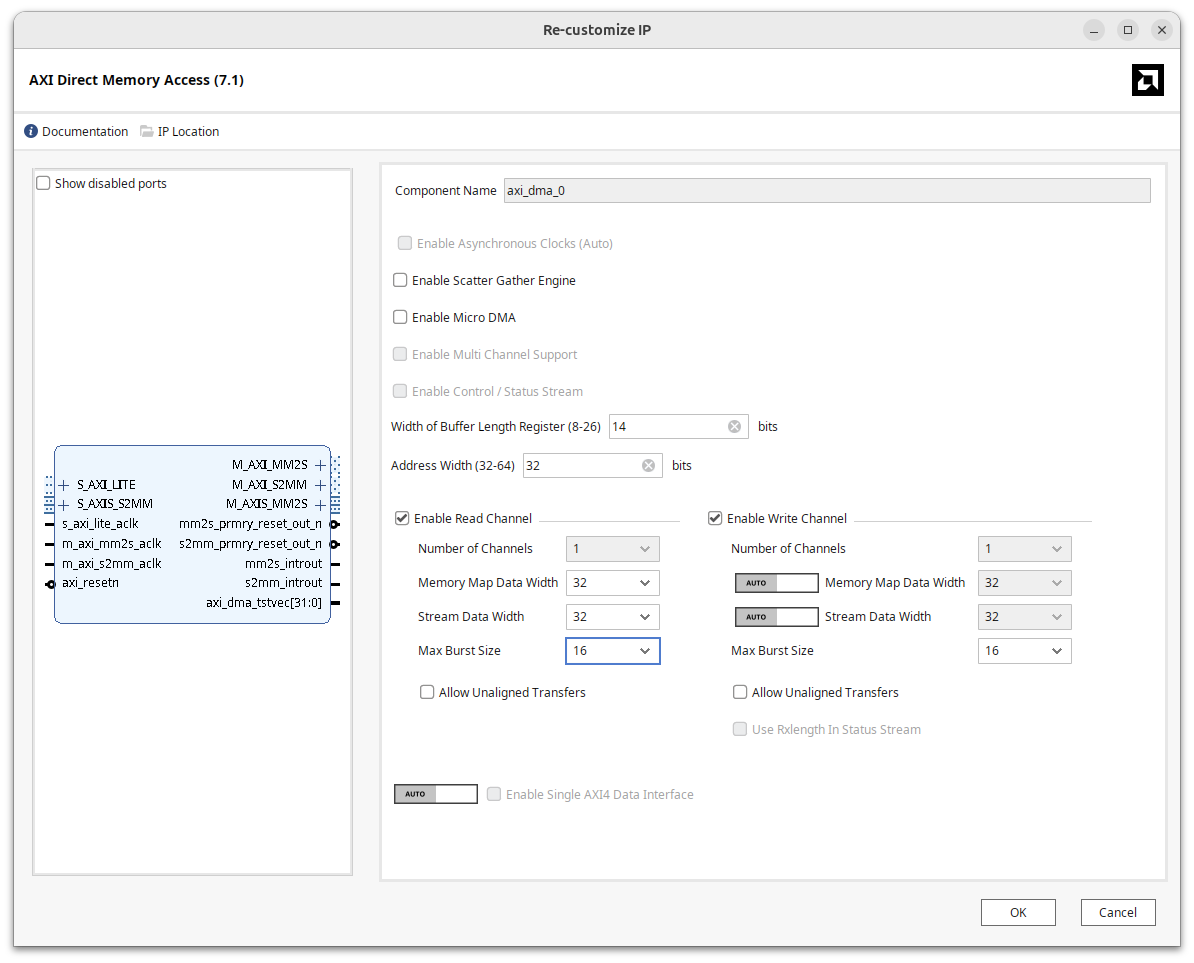 Re-customize IP
AXI Direct Memory Access (7.1)
Documentation IP Location
Show disabled ports
M_AXI_MM2S
S_AXI_LITE M_AXI_S2MM
S_AXIS_S2MM M_AXIS_MM2S
s_axi_lite_aclk mm2s_prmry_reset_out_n
m_axi_mm2s_aclk s2mm_prmry_reset_out_n
m_axi_s2mm_aclk mm2s_introut
axi_resetn s2mm_introut
axi_dma_tstvec[31:0]
Component Name axi_dma_0
Enable Asynchronous Clocks (Auto)
Enable Scatter Gather Engine
Enable Micro DMA
Enable Multi Channel Support
Enable Control / Status Stream
Width of Buffer Length Register (8-26) 14 bits
Address Width (32-64) 32 bits
Enable Read Channel
Number of Channels 1
Memory Map Data Width 32
Stream Data Width 32
Max Burst Size 16
Allow Unaligned Transfers
Enable Write Channel
Number of Channels 1
AUTO Memory Map Data Width 32
AUTO Stream Data Width 32
Max Burst Size 16
Allow Unaligned Transfers
Use Rxlength In Status Stream
AUTO Enable Single AXI4 Data Interface
OK Cancel